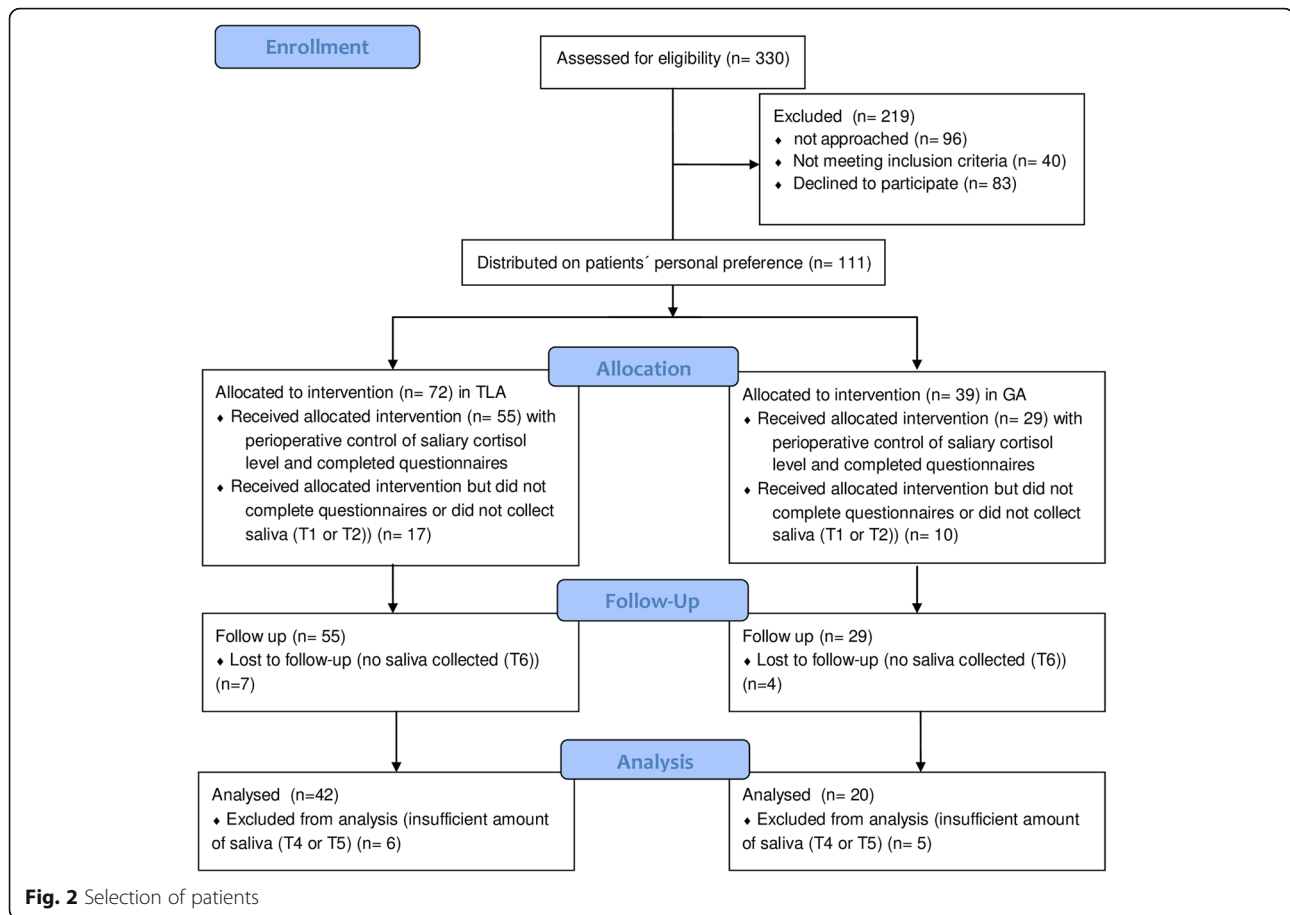 Enrollment
Assessed for eligibility (n= 330)
Excluded (n= 219)
♦ not approached (n= 96)
♦ Not meeting inclusion criteria (n= 40)
♦ Declined to participate (n= 83)
Distributed on patients´ personal preference (n= 111)
Allocation
Allocated to intervention (n= 72) in TLA
♦ Received allocated intervention (n= 55) with
perioperative control of saliary cortisol
level and completed questionnaires
♦ Received allocated intervention but did not
complete questionnaires or did not collect
saliva (T1 or T2)) (n= 17)
Allocated to intervention (n= 39) in GA
♦ Received allocated intervention (n= 29) with
perioperative control of saliary cortisol
level and completed questionnaires
♦ Received allocated intervention but did not
complete questionnaires or did not collect
saliva (T1 or T2)) (n= 10)
Follow-Up
Follow up (n= 55)
♦ Lost to follow-up (no saliva collected (T6))
(n=7)
Follow up (n= 29)
♦ Lost to follow-up (no saliva collected (T6))
(n=4)
Analysis
Analysed (n=42)
♦ Excluded from analysis (insufficient amount
of saliva (T4 or T5) (n= 6)
Analysed (n= 20)
♦ Excluded from analysis (insufficient amount
of saliva (T4 or T5) (n= 5)
Fig. 2 Selection of patients